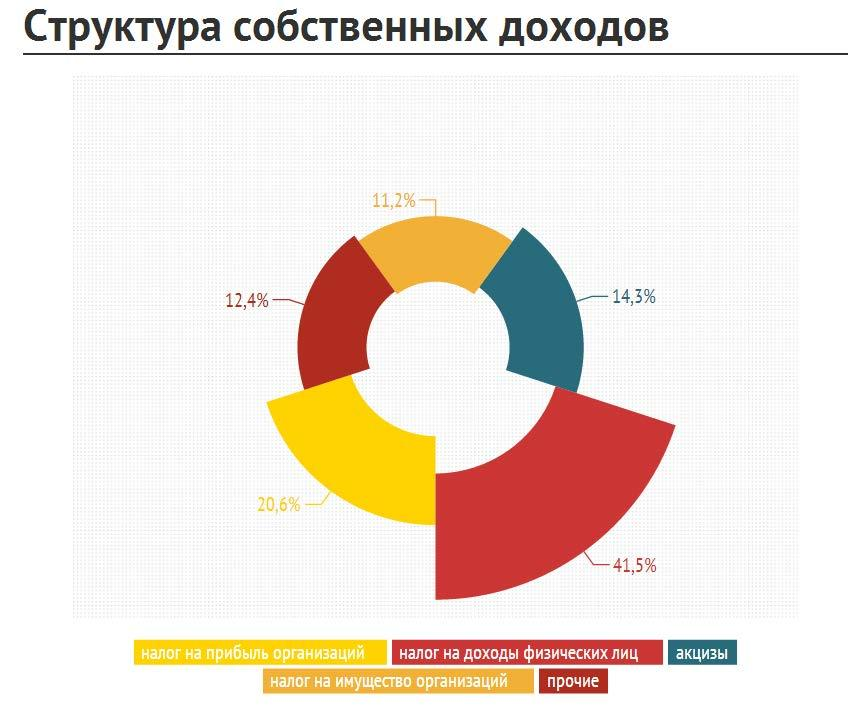 Структура собственных доходов
11,2%
12,4%
14,3%
20,6%
41,5%
налог на прибыль организаций налог на доходы физических лиц акцизы
налог на имущество организаций прочие